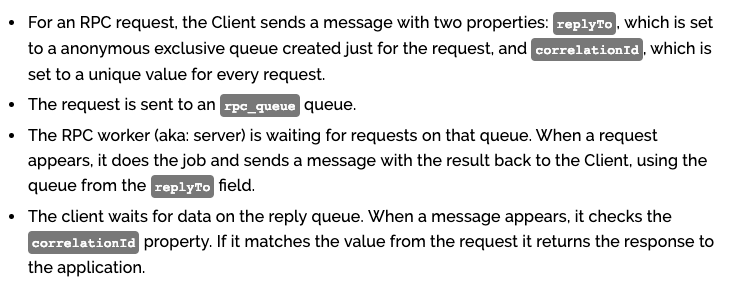 • For an RPC request, the Client sends a message with two properties: replyTo, which is set
to a anonymous exclusive queue created just for the request, and correlationId, which is
set to a unique value for every request.
• The request is sent to an rpc_queue queue.
• The RPC worker (aka: server) is waiting for requests on that queue. When a request
appears, it does the job and sends a message with the result back to the Client, using the
queue from the replyTo field.
• The client waits for data on the reply queue. When a message appears, it checks the
correlationId property. If it matches the value from the request it returns the response to
the application.